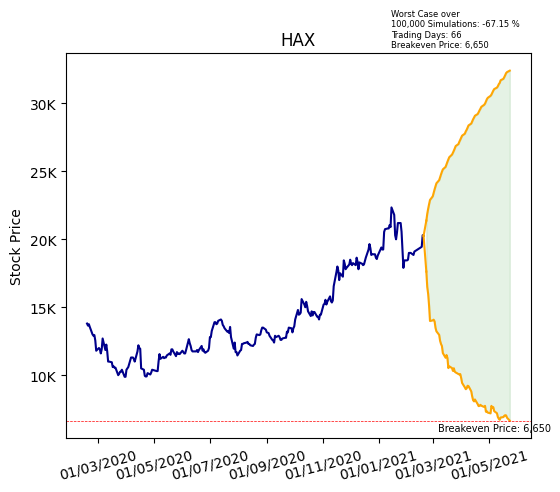 Worst Case over
100,000 Simulations: -67.15 %
Trading Days: 66
Breakeven Price: 6,650
HAX
Stock Price
30K
25K
20K
15K
10K
Breakeven Price: 6,650
01/03/2020 01/05/2020 01/07/2020 01/09/2020 01/11/2020 01/01/2021 01/03/2021 01/05/2021